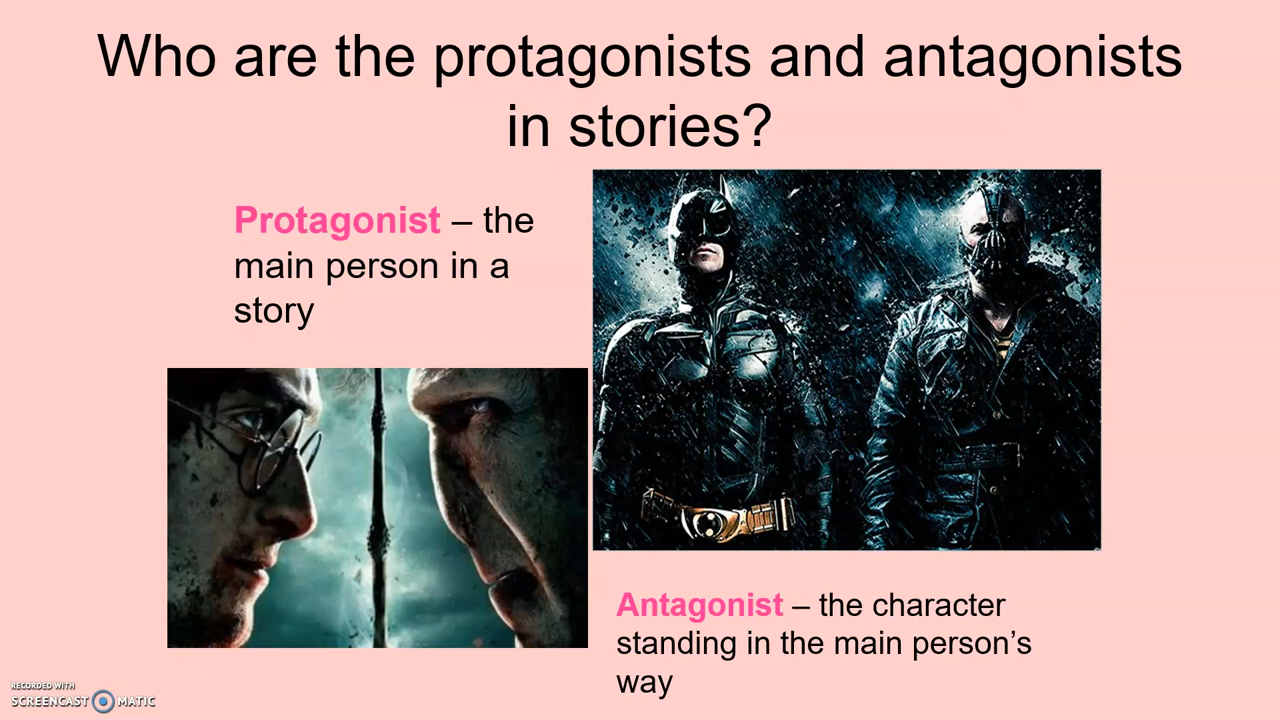 Who are the protagonists and antagonists
in stories?
Protagonist – the
main person in a
story
Antagonist – the character
standing in the main person’s
way
RECORDED WITH
SCREENCAST MATIC